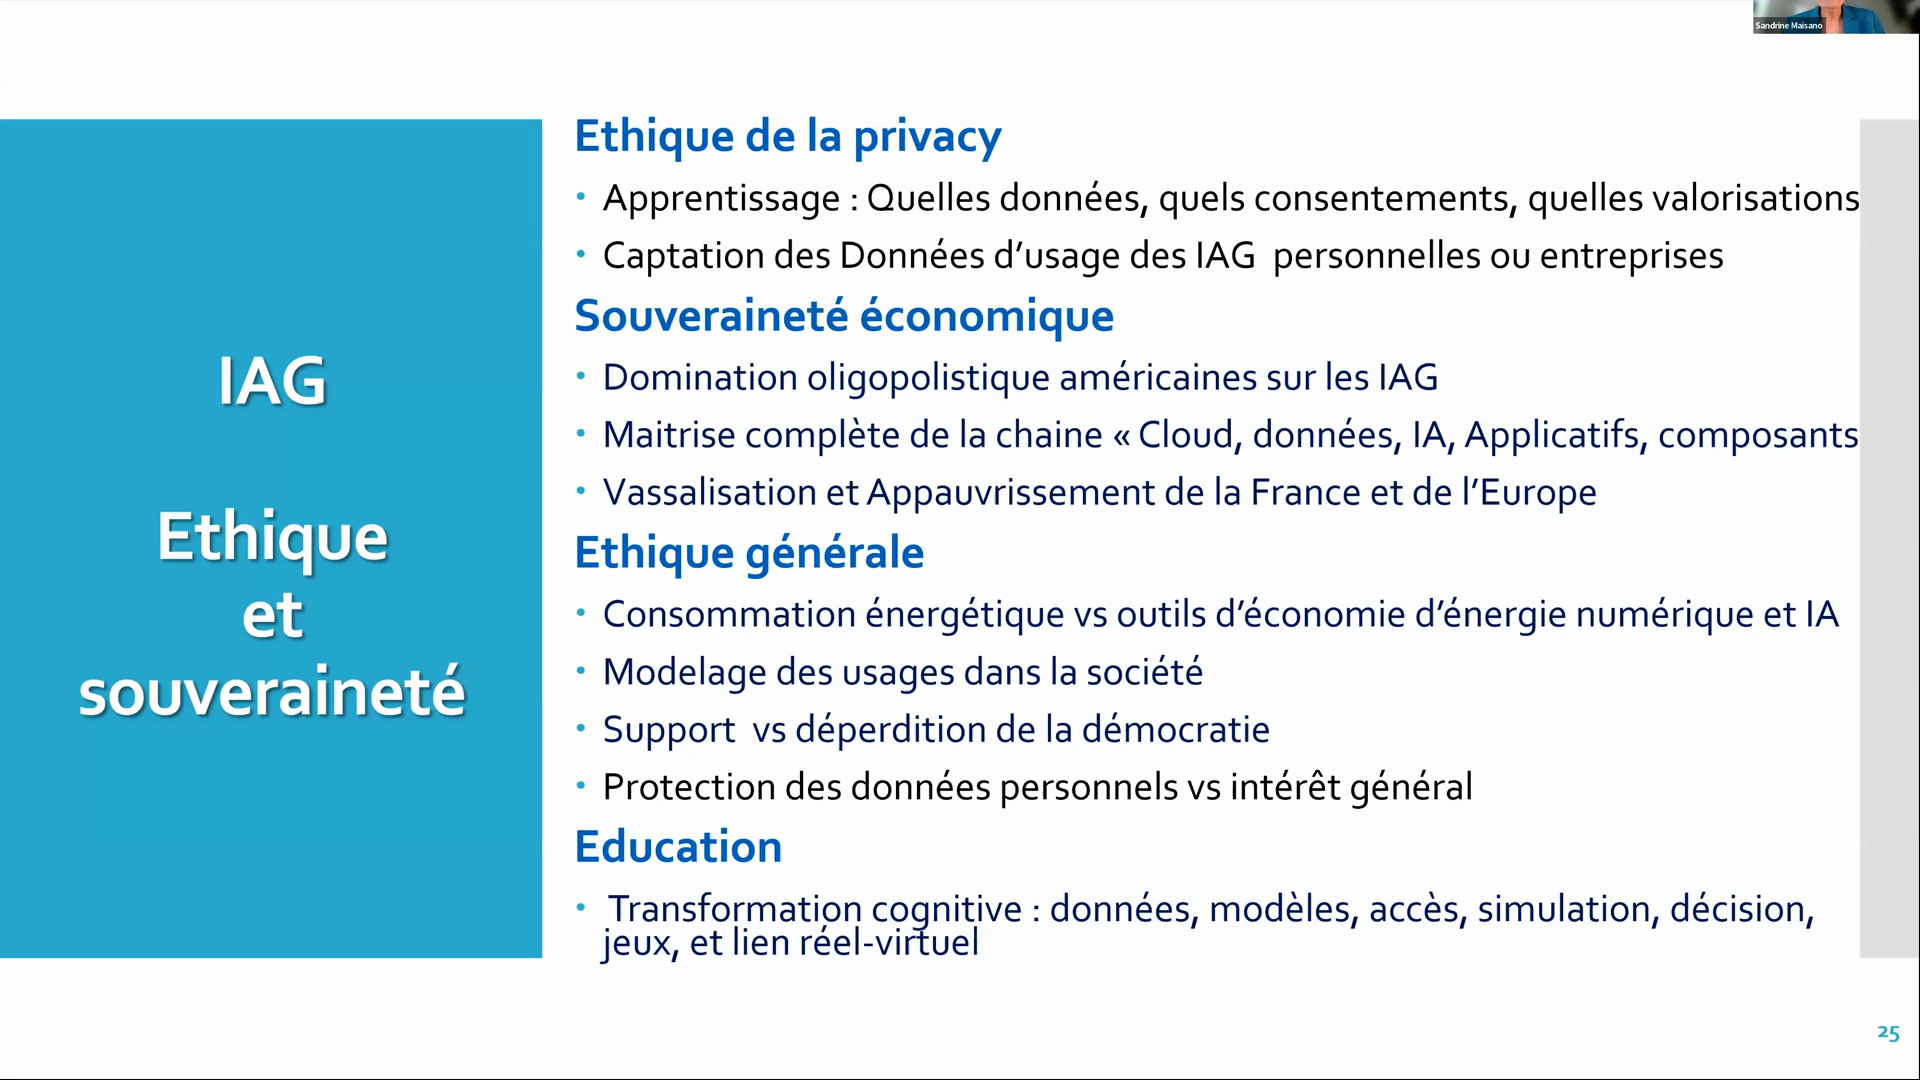 Sandrine Maisano
IAG
Ethique
et
souveraineté
Ethique de la privacy
• Apprentissage : Quelles données, quels consentements, quelles valorisations
• Captation des Données d’usage des IAG  personnelles ou entreprises
Souveraineté économique
• Domination oligopolistique américaines sur les IAG
• Maitrise complète de la chaine « Cloud, données, IA, Applicatifs, composants
• Vassalisation et Appauvrissement de la France et de l’Europe
Ethique générale
• Consommation énergétique vs outils d’économie d’énergie numérique et IA
• Modelage des usages dans la société
• Support  vs déperdition de la démocratie
• Protection des données personnels vs intérêt général
Education
• Transformation cognitive : données, modèles, accès, simulation, décision,
jeux, et lien réel-virtuel
25